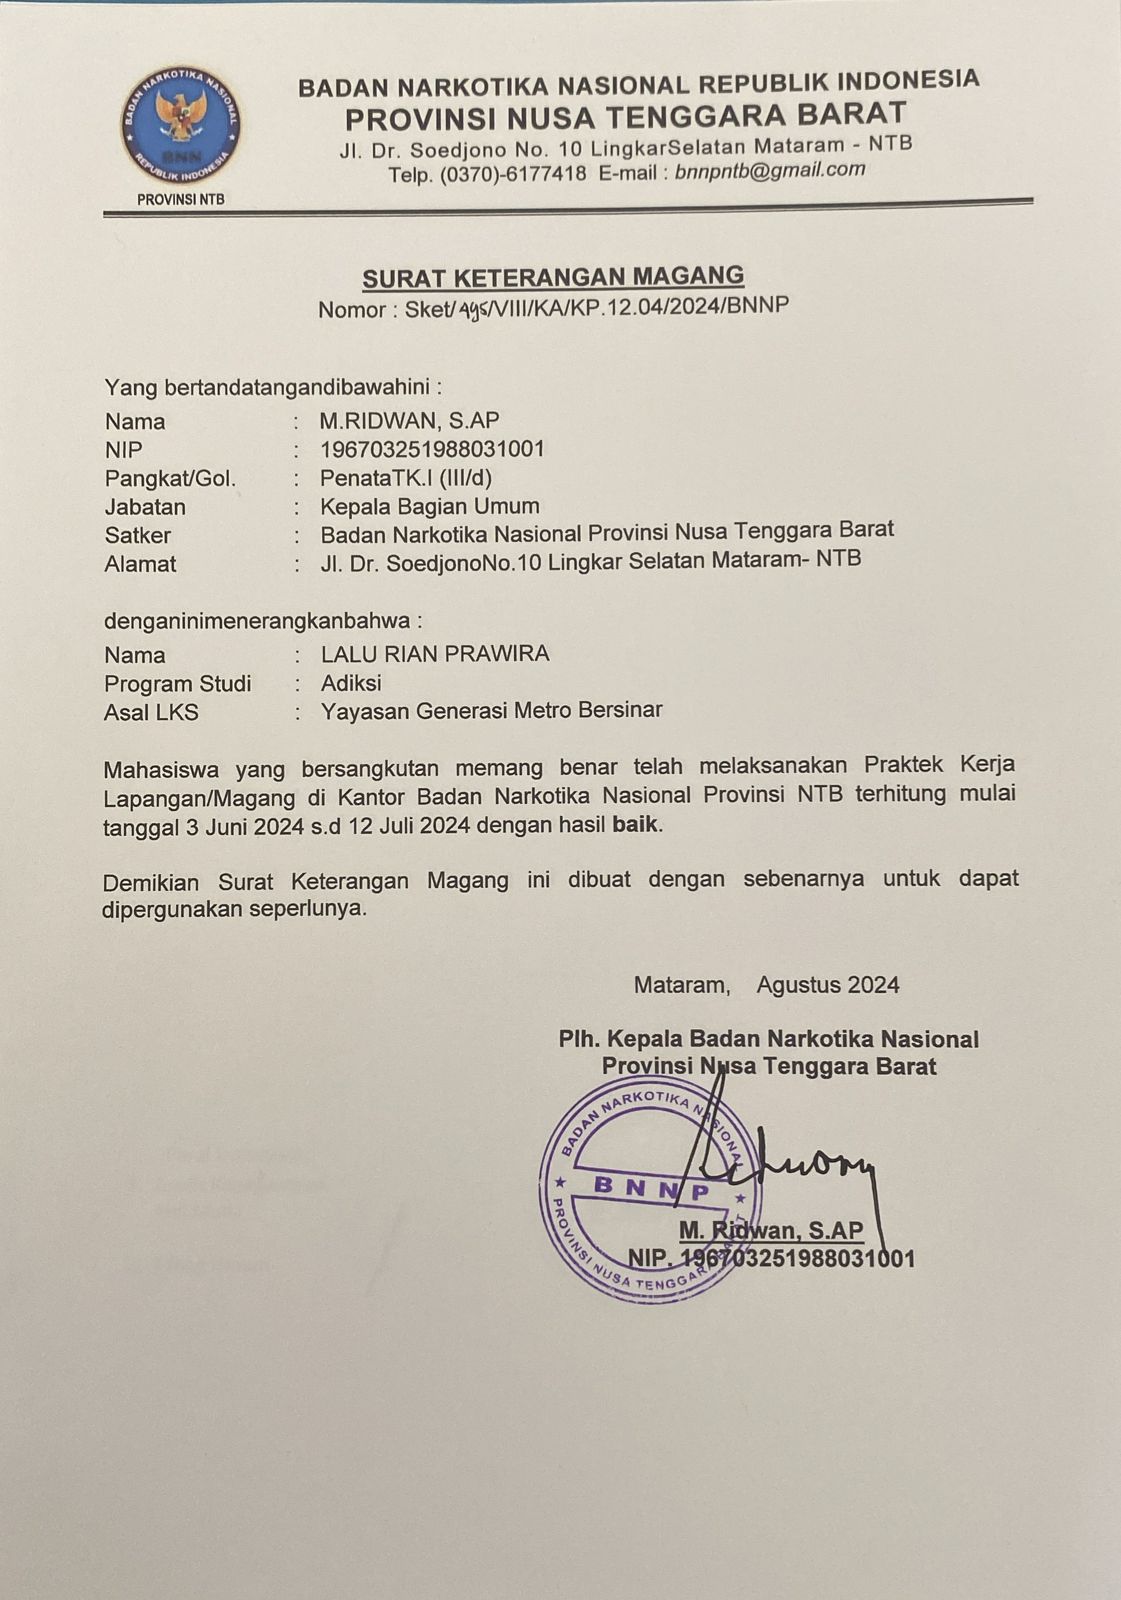 BADAN NARKOTIKA NASIONAL
BNN
REPUBLIK INDONESIA
PROVINSI NTB
BADAN NARKOTIKA NASIONAL REPUBLIK INDONESIA
PROVINSI NUSA TENGGARA BARAT
Jl. Dr. Soedjono No. 10 LingkarSelatan Mataram - NTB
Telp. (0370)-6177418 E-mail : bnnpntb@gmail.com
SURAT KETERANGAN MAGANG
Nomor : Sket/ /VIII/KA/KP.12.04/2024/BNNP
Yang bertandatangandibawahini :
Nama : M.RIDWAN, S.AP
NIP : 196703251988031001
Pangkat/Gol. : PenataTK.I (III/d)
Jabatan : Kepala Bagian Umum
Satker : Badan Narkotika Nasional Provinsi Nusa Tenggara Barat
Alamat : Jl. Dr. SoedjonoNo.10 Lingkar Selatan Mataram- NTB
denganinimenerangkanbahwa :
Nama : LALU RIAN PRAWIRA
Program Studi : Adiksi
Asal LKS : Yayasan Generasi Metro Bersinar
Mahasiswa yang bersangkutan memang benar telah melaksanakan Praktek Kerja
Lapangan/Magang di Kantor Badan Narkotika Nasional Provinsi NTB terhitung mulai
tanggal 3 Juni 2024 s.d 12 Juli 2024 dengan hasil baik.
Demikian Surat Keterangan Magang ini dibuat dengan sebenarnya untuk dapat
dipergunakan seperlunya.
Mataram, Agustus 2024
Plh. Kepala Badan Narkotika Nasional
Provinsi Nusa Tenggara Barat
BADAN NARKOTIKA NASIONAL
BNNP
PROVINSI NUSA TENGGARA BARAT
M. Ridwan, S.AP
NIP. 196703251988031001